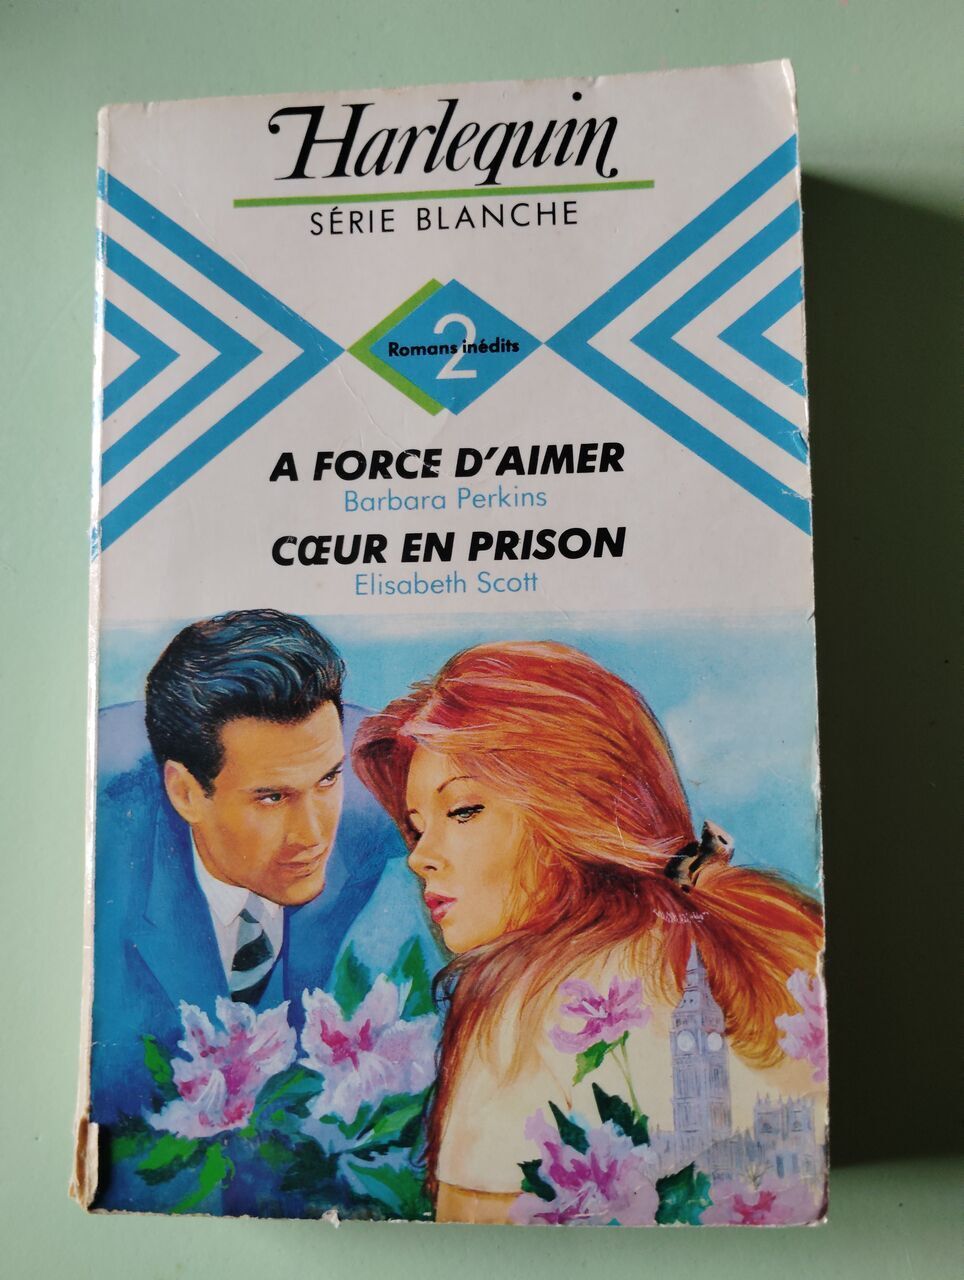 Harlequin
SÉRIE BLANCHE
2
Romans inédits
A FORCE D'AIMER
Barbara Perkins
CŒUR EN PRISON
Elisabeth Scott